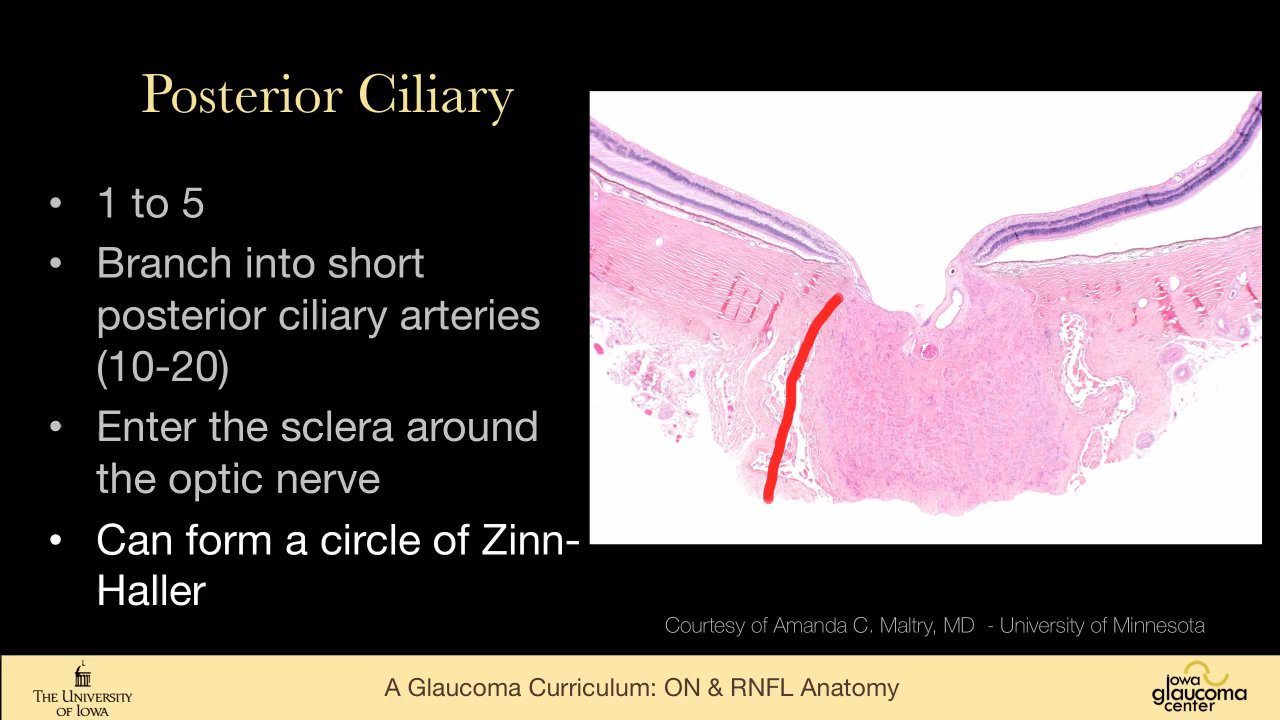 Posterior Ciliary
• 1 to 5
• Branch into short
posterior ciliary arteries
(10-20)
• Enter the sclera around
the optic nerve
• Can form a circle of Zinn-
Haller
Courtesy of Amanda C. Maltry, MD - University of Minnesota
THE UNIVERSITY
OF IOWA
A Glaucoma Curriculum: ON & RNFL Anatomy
iowa
glaucoma
center